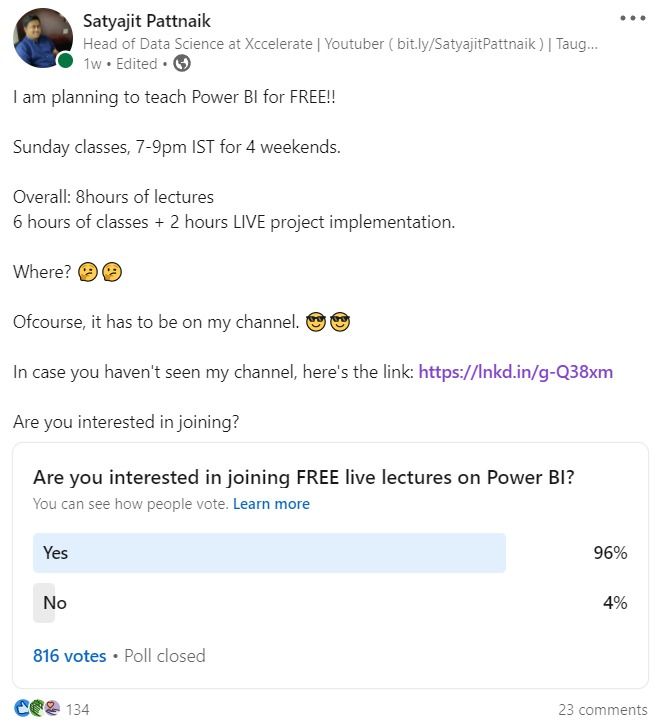 Satyajit Pattnaik
Head of Data Science at Xccelerate | Youtuber ( bit.ly/SatyajitPattnaik ) | Taug...
1w • Edited •
I am planning to teach Power BI for FREE!!
Sunday classes, 7-9pm IST for 4 weekends.
Overall: 8hours of lectures
6 hours of classes + 2 hours LIVE project implementation.
Where? 🤔🤔
Ofcourse, it has to be on my channel. 😎😎
In case you haven't seen my channel, here's the link: https://lnkd.in/g-Q38xm
Are you interested in joining?
Are you interested in joining FREE live lectures on Power BI?
You can see how people vote. Learn more
Yes 96%
No 4%
816 votes • Poll closed
134 23 comments